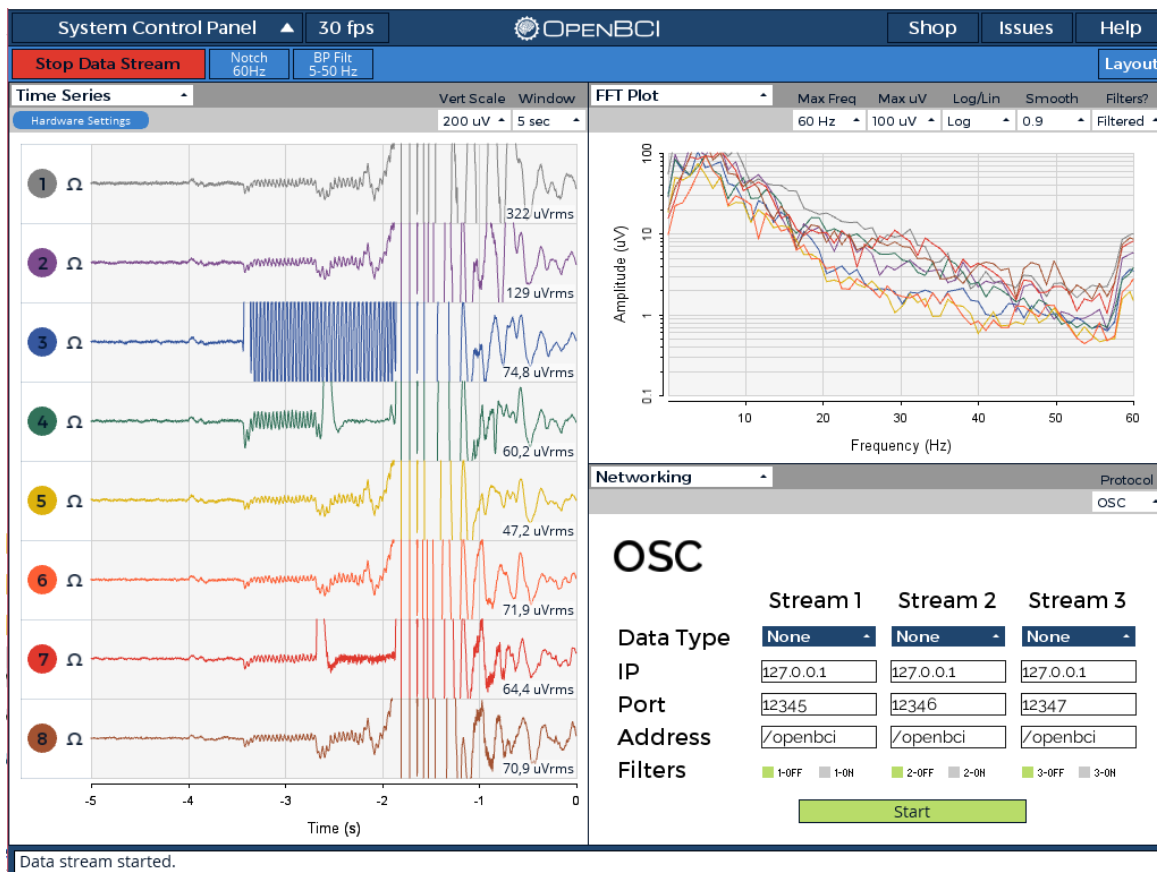 System Control Panel 30 fps OPENBCI Shop Issues Help
Stop Data Stream Notch 60Hz BP Filt 5-50 Hz Layout
Time Series
Vert Scale Window
Hardware Settings 200 uV 5 sec
1 Ω 322 uVrms
2 Ω 129 uVrms
3 Ω 74,8 uVrms
4 Ω 60,2 uVrms
5 Ω 47,2 uVrms
6 Ω 71,9 uVrms
7 Ω 64,4 uVrms
8 Ω 70,9 uVrms
-5 -4 -3 -2 -1 0
Time (s)
FFT Plot
Max Freq Max uV Log/Lin Smooth Filters?
60 Hz 100 uV Log 0.9 Filtered
100
10
1
0.1
Amplitude (uV)
10 20 30 40 50 60
Frequency (Hz)
Networking
Protocol
OSC
OSC
Stream 1 Stream 2 Stream 3
Data Type None None None
IP 127.0.0.1 127.0.0.1 127.0.0.1
Port 12345 12346 12347
Address /openbci /openbci /openbci
Filters 1-OFF 1-ON 2-OFF 2-ON 3-OFF 3-ON
Start
Data stream started.